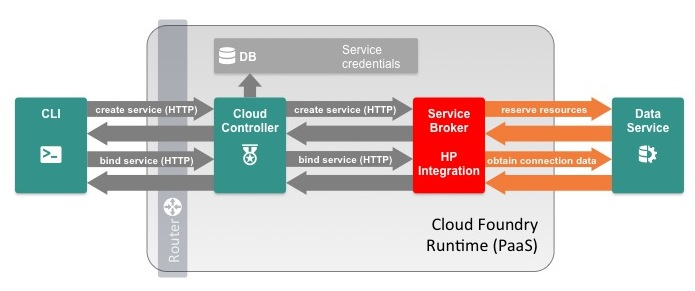 DB
Service
credentials
CLI
create service (HTTP)
bind service (HTTP)
Router
Cloud
Controller
create service (HTTP)
bind service (HTTP)
Service
Broker
HP
Integration
reserve resources
obtain connection data
Data
Service
Cloud Foundry
Runtime (PaaS)